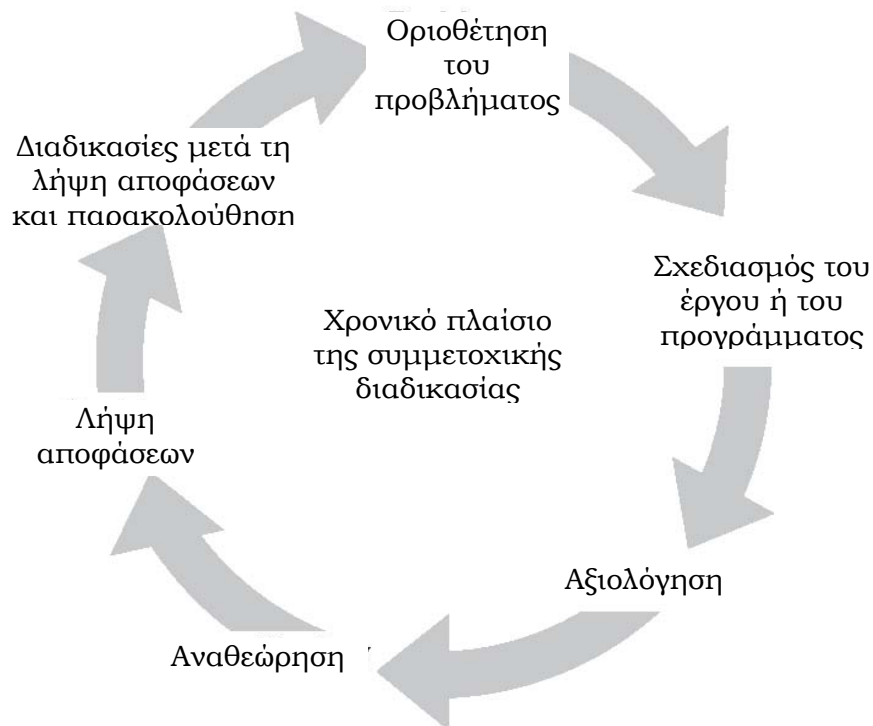 Οριοθέτηση
του
προβλήματος
Σχεδιασμός του
έργου ή του
προγράμματος
Αξιολόγηση
Αναθεώρηση
Λήψη
αποφάσεων
Διαδικασίες μετά τη
λήψη αποφάσεων
και παρακολούθηση
Χρονικό πλαίσιο
της συμμετοχικής
διαδικασίας